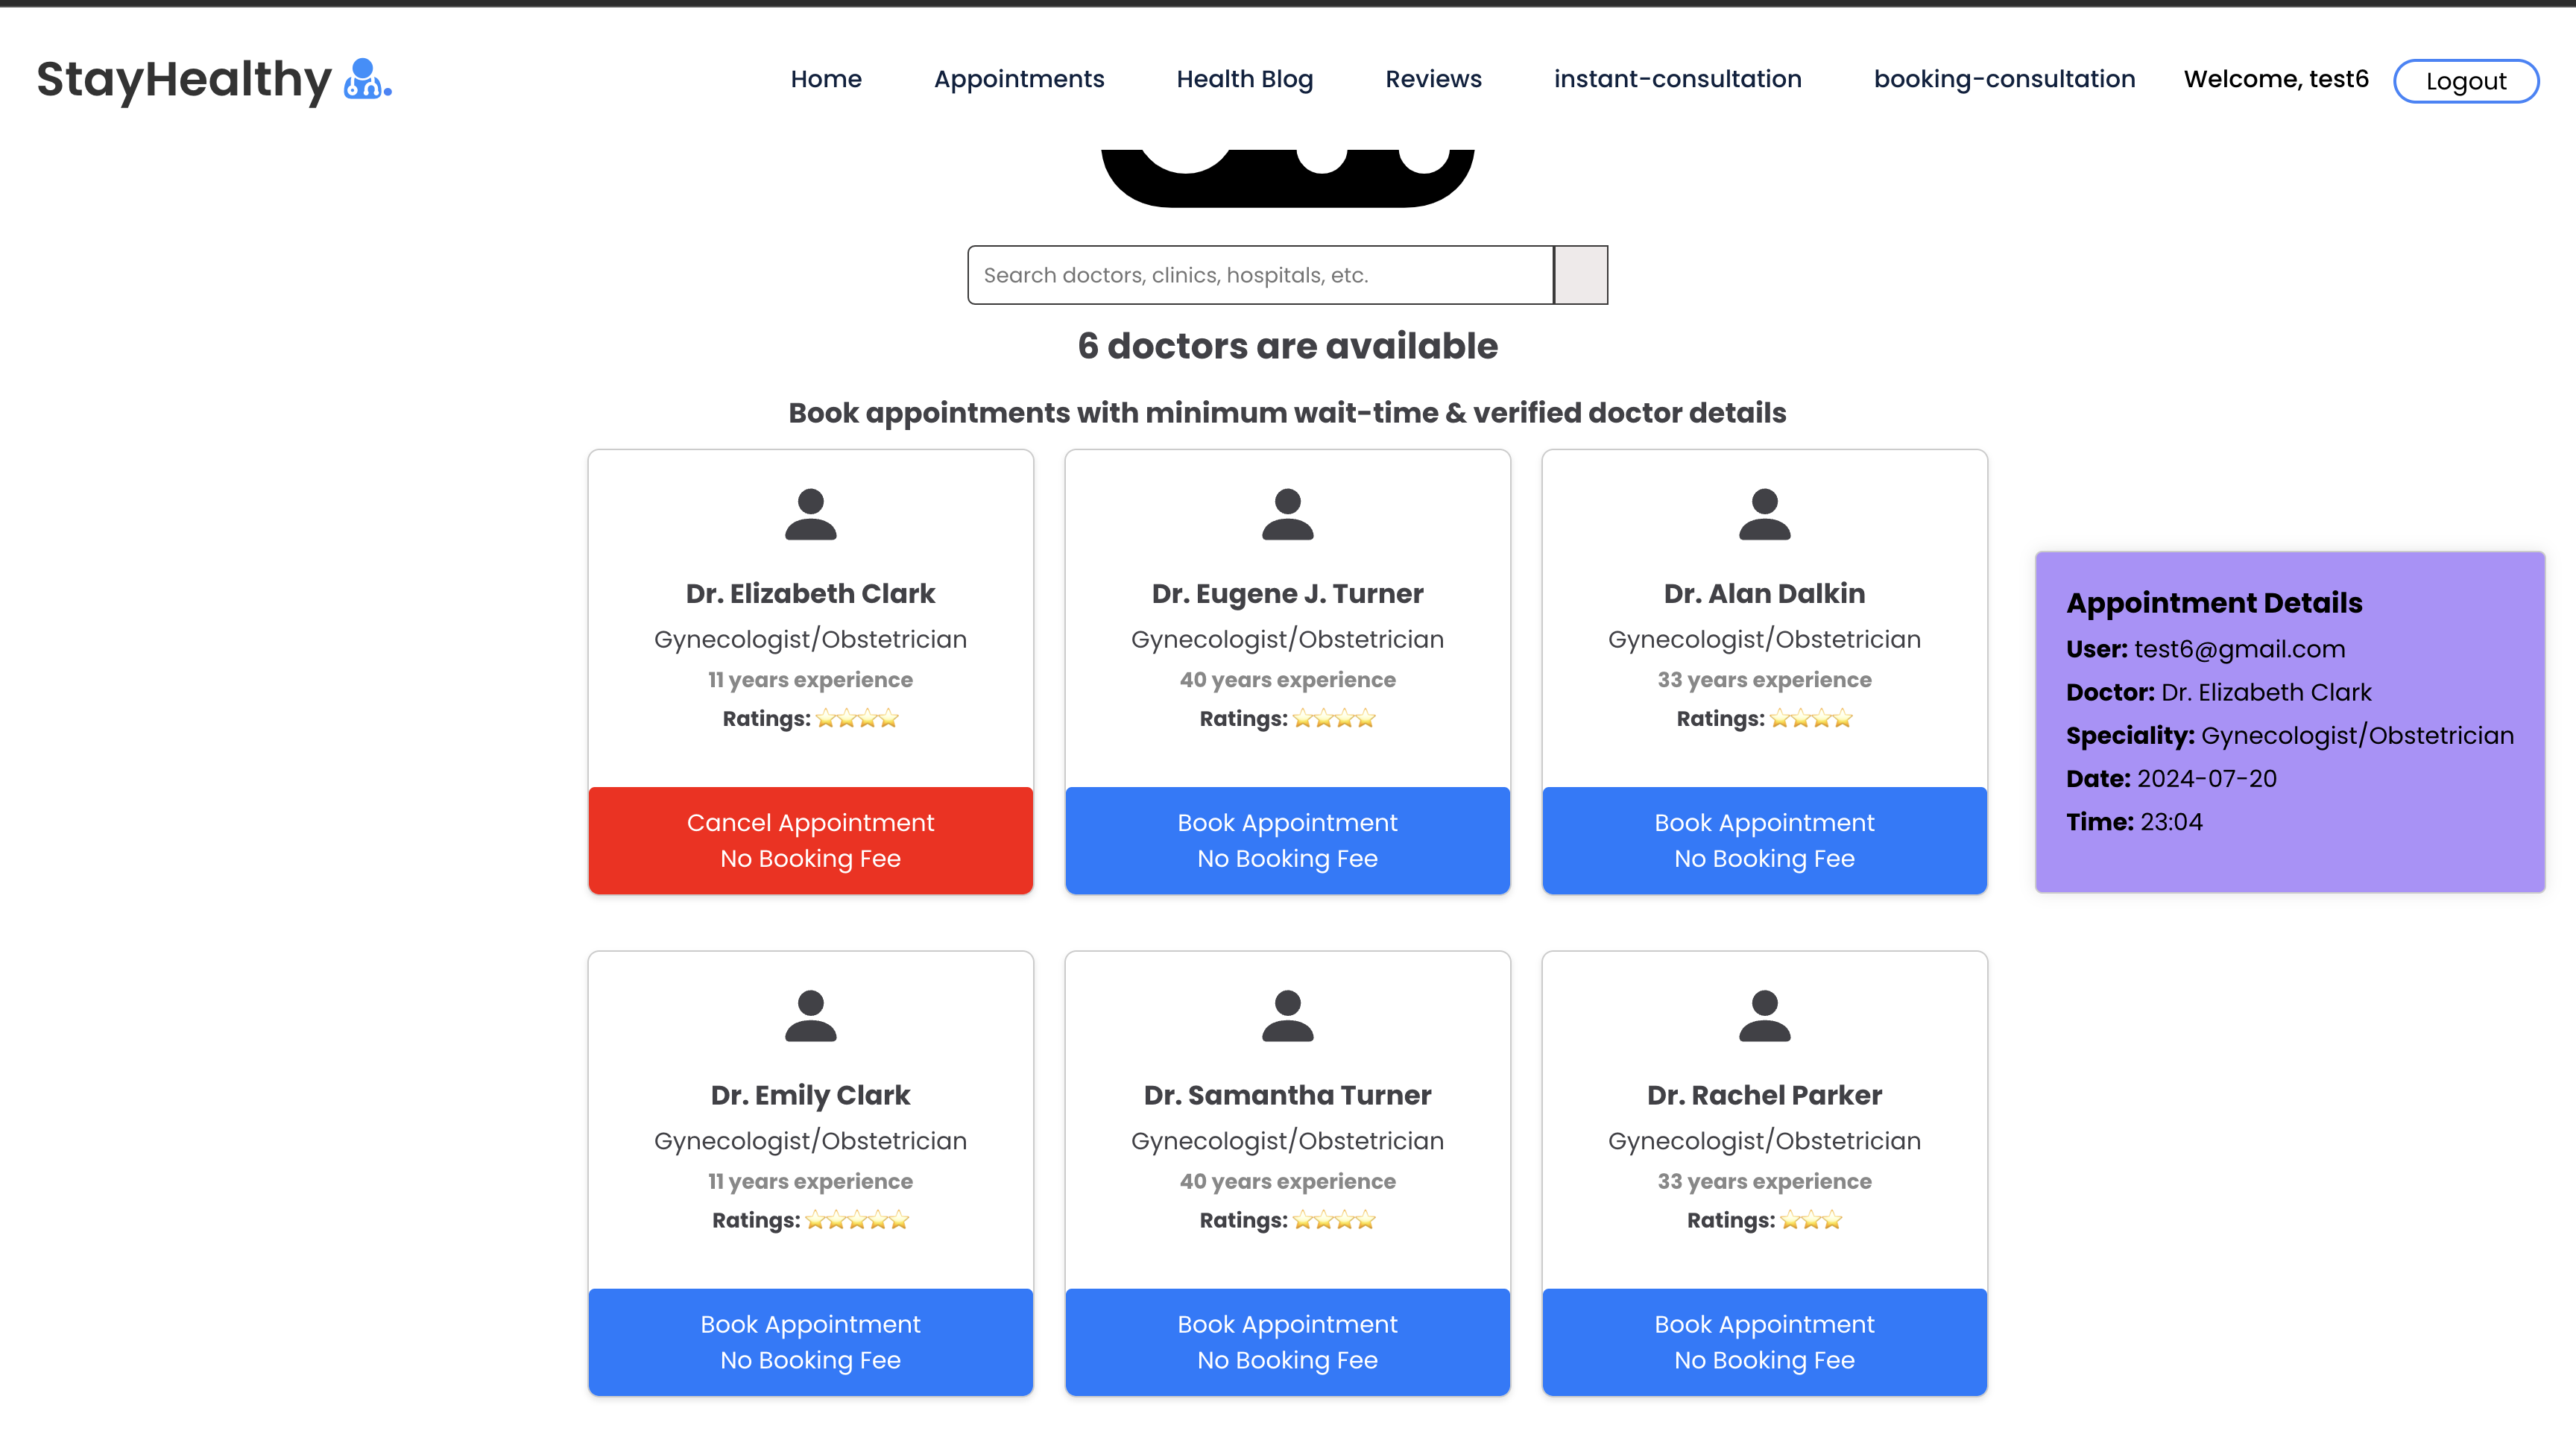 StayHealthy
Home Appointments Health Blog Reviews instant-consultation booking-consultation Welcome, test6 Logout
Search doctors, clinics, hospitals, etc.
6 doctors are available
Book appointments with minimum wait-time & verified doctor details
Dr. Elizabeth Clark
Gynecologist/Obstetrician
11 years experience
Ratings: ⭐⭐⭐⭐
Cancel Appointment
No Booking Fee
Dr. Eugene J. Turner
Gynecologist/Obstetrician
40 years experience
Ratings: ⭐⭐⭐⭐
Book Appointment
No Booking Fee
Dr. Alan Dalkin
Gynecologist/Obstetrician
33 years experience
Ratings: ⭐⭐⭐⭐
Book Appointment
No Booking Fee
Appointment Details
User: test6@gmail.com
Doctor: Dr. Elizabeth Clark
Speciality: Gynecologist/Obstetrician
Date: 2024-07-20
Time: 23:04
Dr. Emily Clark
Gynecologist/Obstetrician
11 years experience
Ratings: ⭐⭐⭐⭐⭐
Book Appointment
No Booking Fee
Dr. Samantha Turner
Gynecologist/Obstetrician
40 years experience
Ratings: ⭐⭐⭐⭐
Book Appointment
No Booking Fee
Dr. Rachel Parker
Gynecologist/Obstetrician
33 years experience
Ratings: ⭐⭐⭐
Book Appointment
No Booking Fee